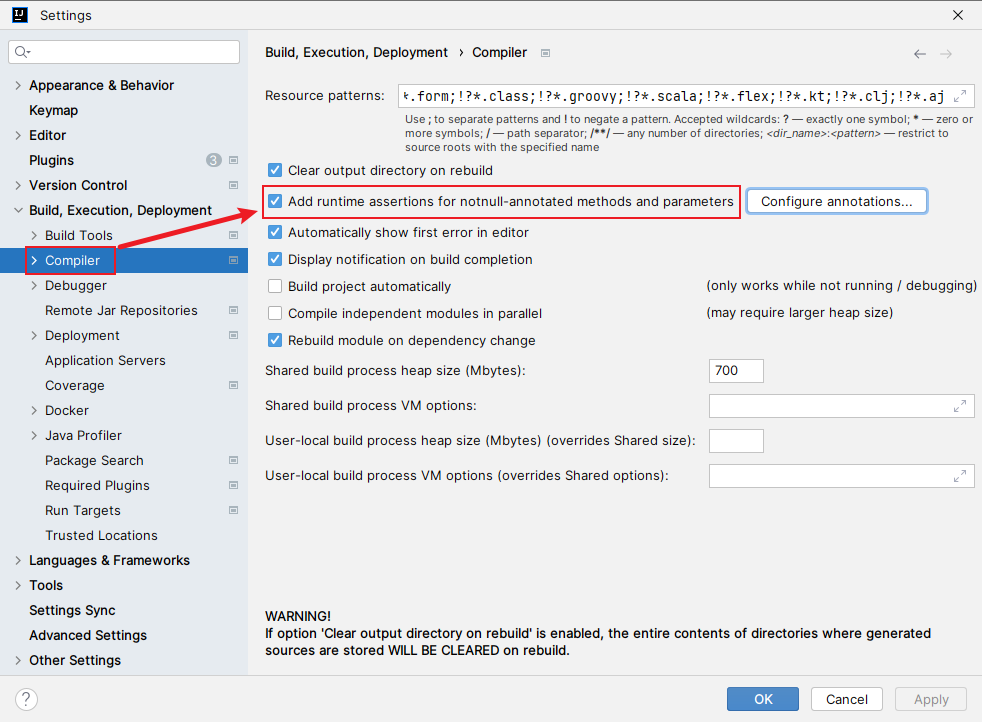 Settings
Appearance & Behavior
Keymap
Editor
Plugins 3
Version Control
Build, Execution, Deployment
Build Tools
Compiler
Debugger
Remote Jar Repositories
Deployment
Application Servers
Coverage
Docker
Java Profiler
Package Search
Required Plugins
Run Targets
Trusted Locations
Languages & Frameworks
Tools
Settings Sync
Advanced Settings
Other Settings
Build, Execution, Deployment › Compiler
Resource patterns: *.form;!?*.class;!?*.groovy;!?*.scala;!?*.flex;!?*.kt;!?*.clj;!?*.aj
Use ; to separate patterns and ! to negate a pattern. Accepted wildcards: ? — exactly one symbol; * — zero or
more symbols; / — path separator; /**/ — any number of directories; <dir_name>:<pattern> — restrict to
source roots with the specified name
Clear output directory on rebuild
Add runtime assertions for notnull-annotated methods and parameters Configure annotations...
Automatically show first error in editor
Display notification on build completion
Build project automatically (only works while not running / debugging)
Compile independent modules in parallel (may require larger heap size)
Rebuild module on dependency change
Shared build process heap size (Mbytes): 700
Shared build process VM options:
User-local build process heap size (Mbytes) (overrides Shared size):
User-local build process VM options (overrides Shared options):
WARNING!
If option 'Clear output directory on rebuild' is enabled, the entire contents of directories where generated
sources are stored WILL BE CLEARED on rebuild.
? OK Cancel Apply